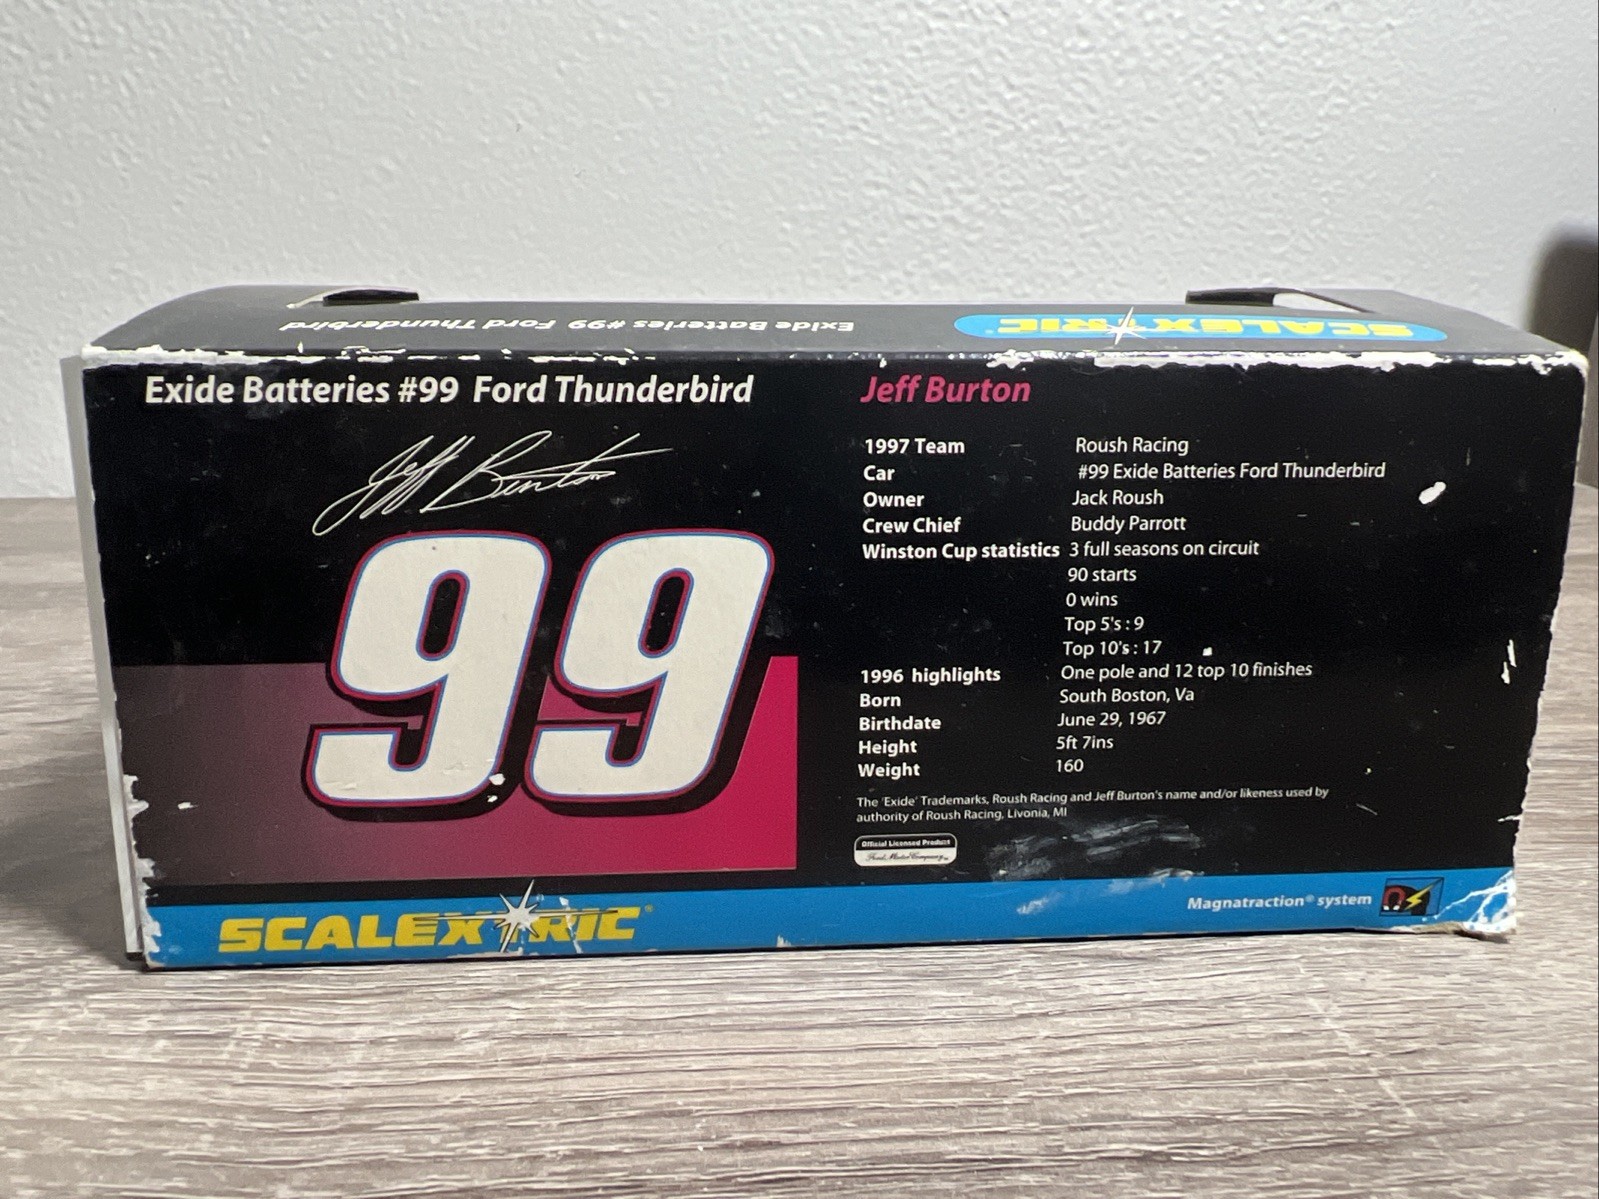 Exide Batteries #99 Ford Thunderbird
SCALEXTRIC
Exide Batteries #99 Ford Thunderbird
Jeff Burton
99
SCALEXTRIC®
Jeff Burton
1997 Team Roush Racing
Car #99 Exide Batteries Ford Thunderbird
Owner Jack Roush
Crew Chief Buddy Parrott
Winston Cup statistics 3 full seasons on circuit
90 starts
0 wins
Top 5's : 9
Top 10's : 17
1996 highlights One pole and 12 top 10 finishes
Born South Boston, Va
Birthdate June 29, 1967
Height 5ft 7ins
Weight 160
The 'Exide' Trademarks, Roush Racing and Jeff Burton's name and/or likeness used by
authority of Roush Racing, Livonia, MI
Official Licensed Product
Ford Motor Company
Magnatraction® system